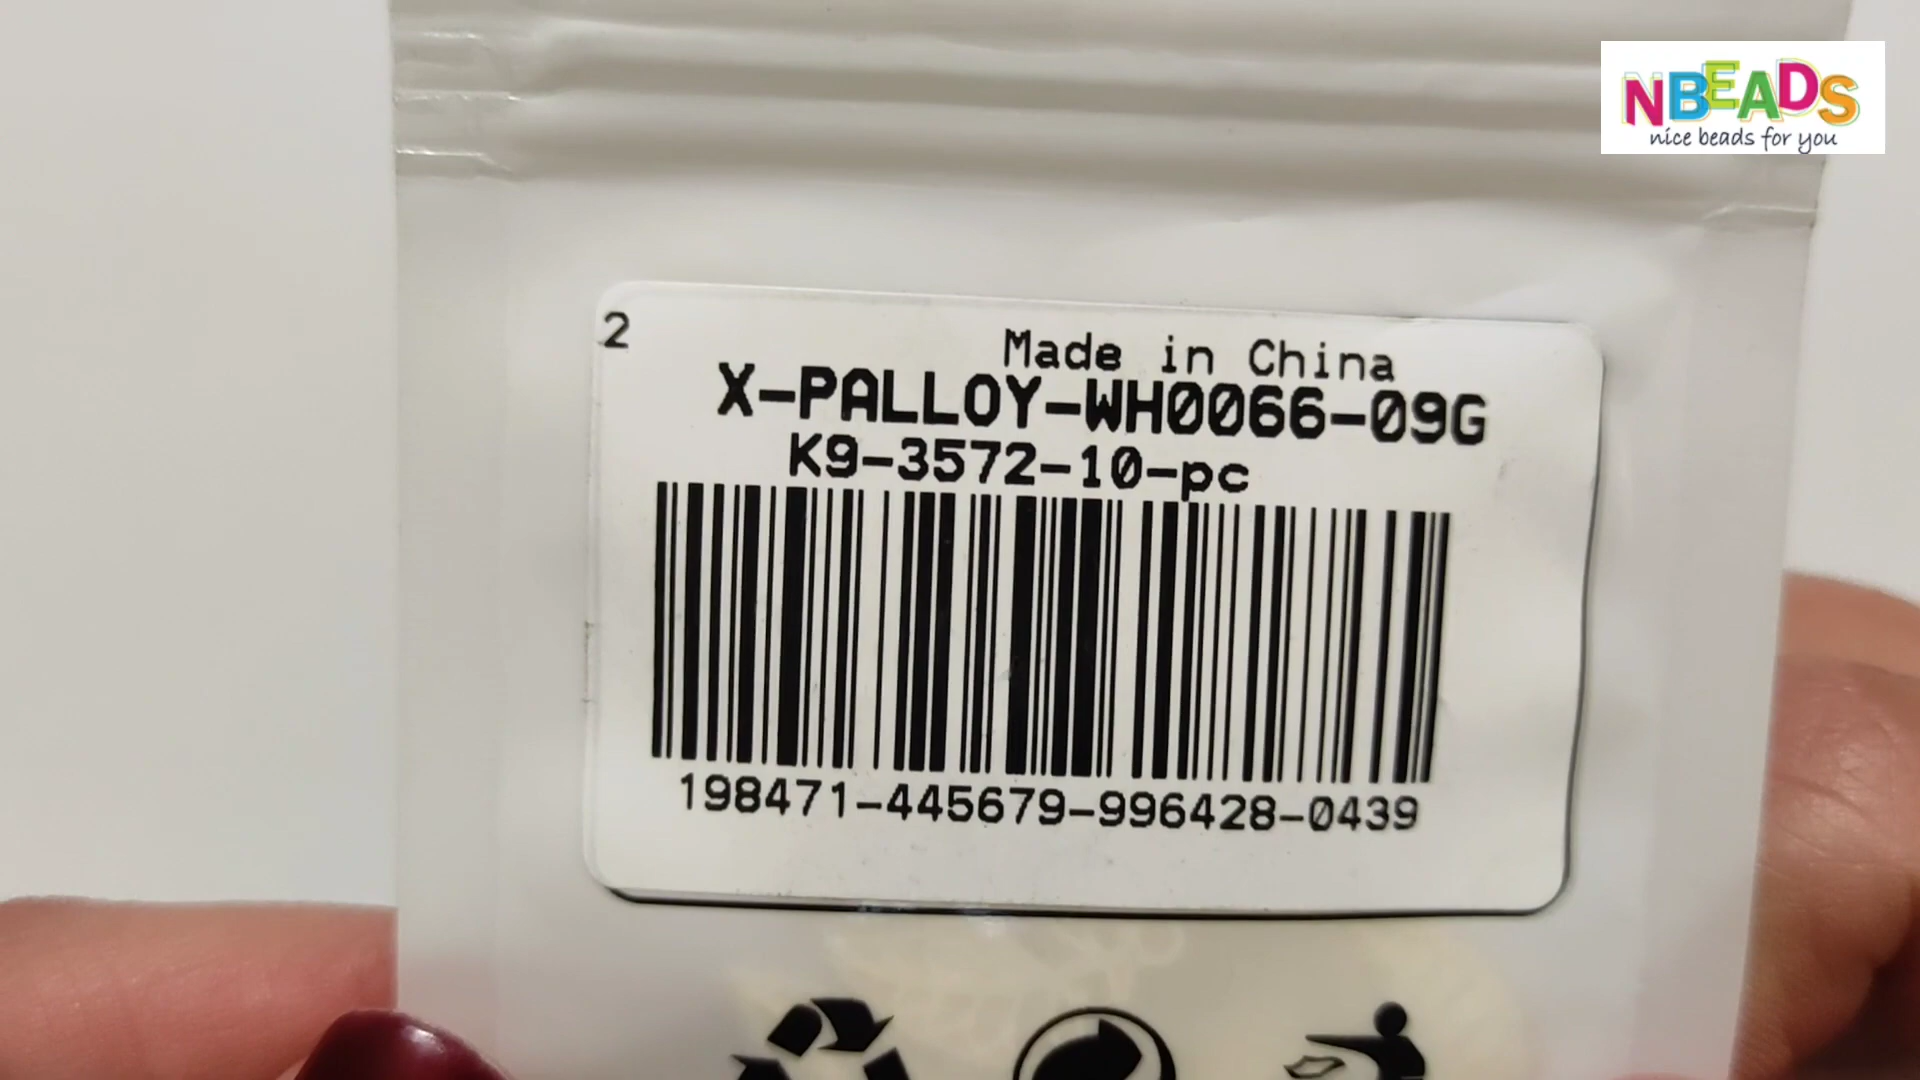 NBEADS
nice beads for you
2
Made in China
X-PALLOY-WH0066-09G
K9-3572-10-pc
198471-445679-996428-0439